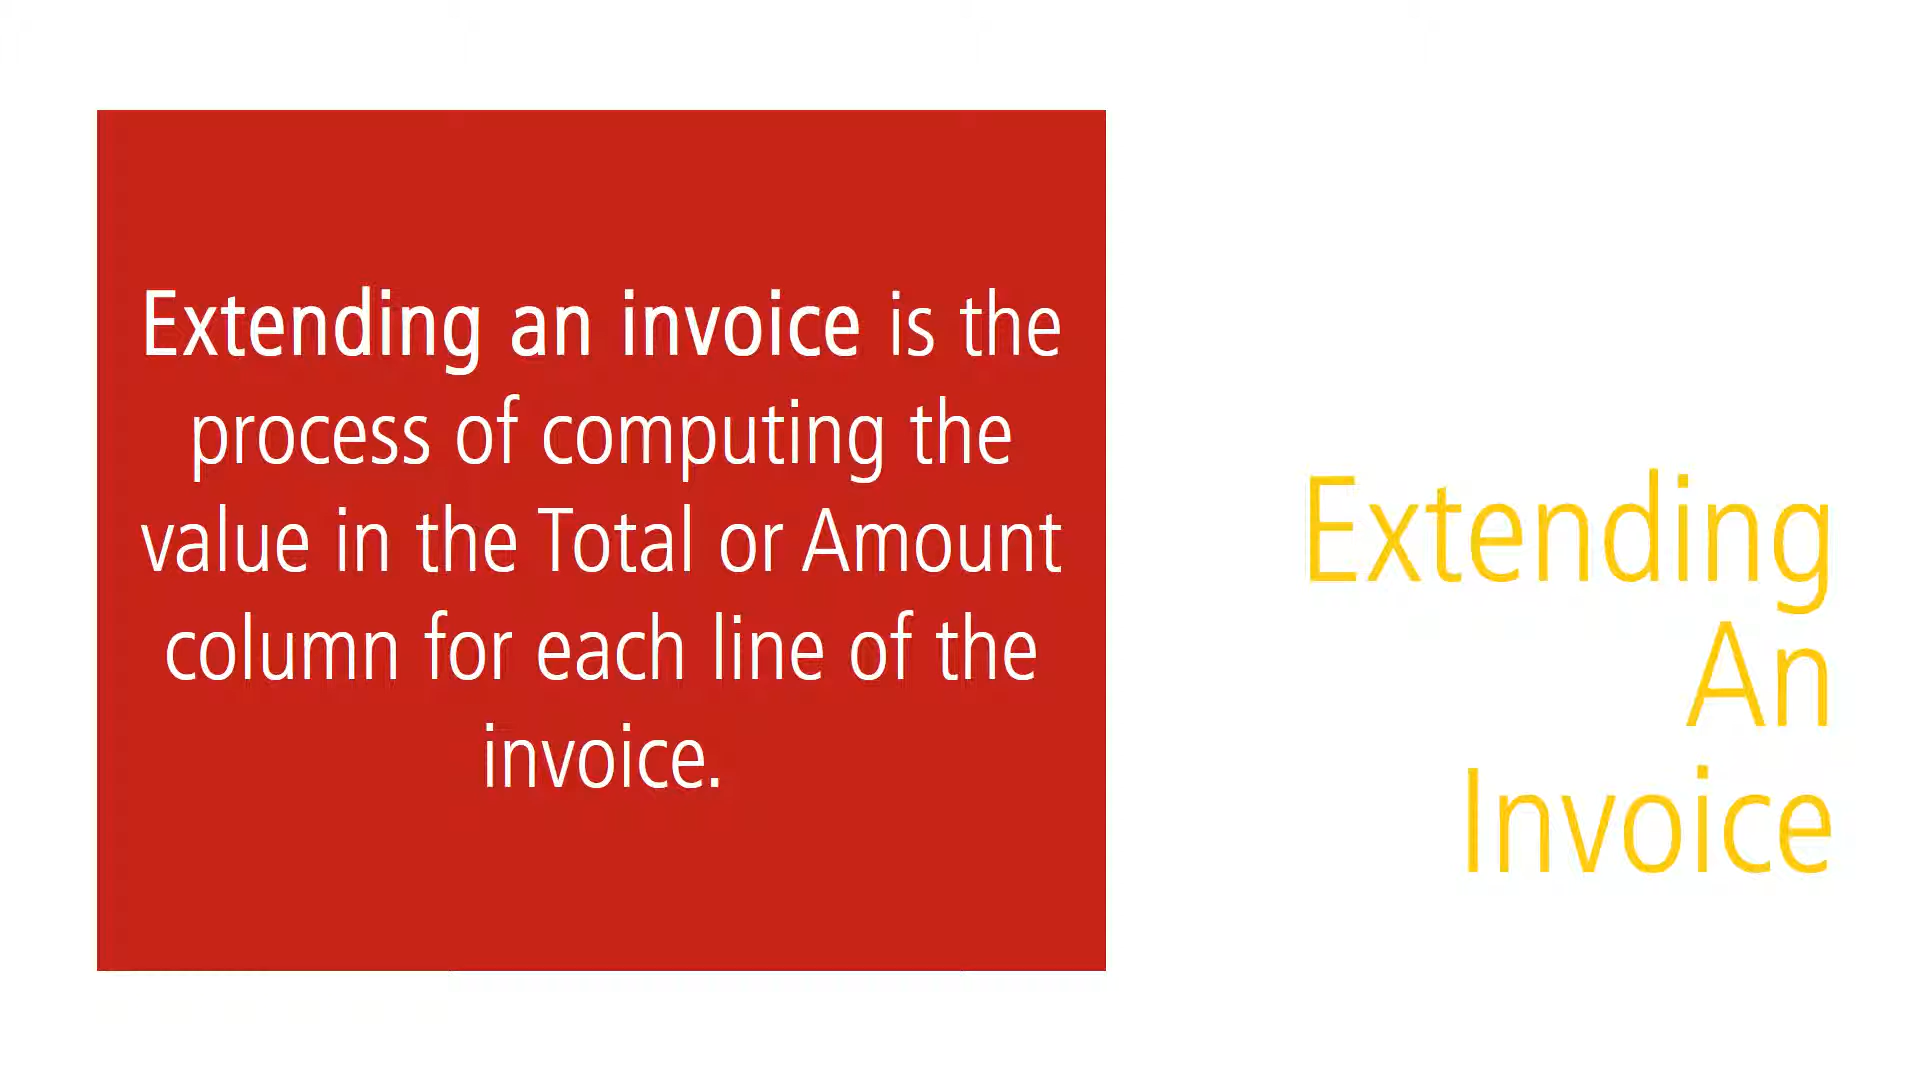 Extending an invoice is the
process of computing the
value in the Total or Amount
column for each line of the
invoice.
Extending
An
Invoice